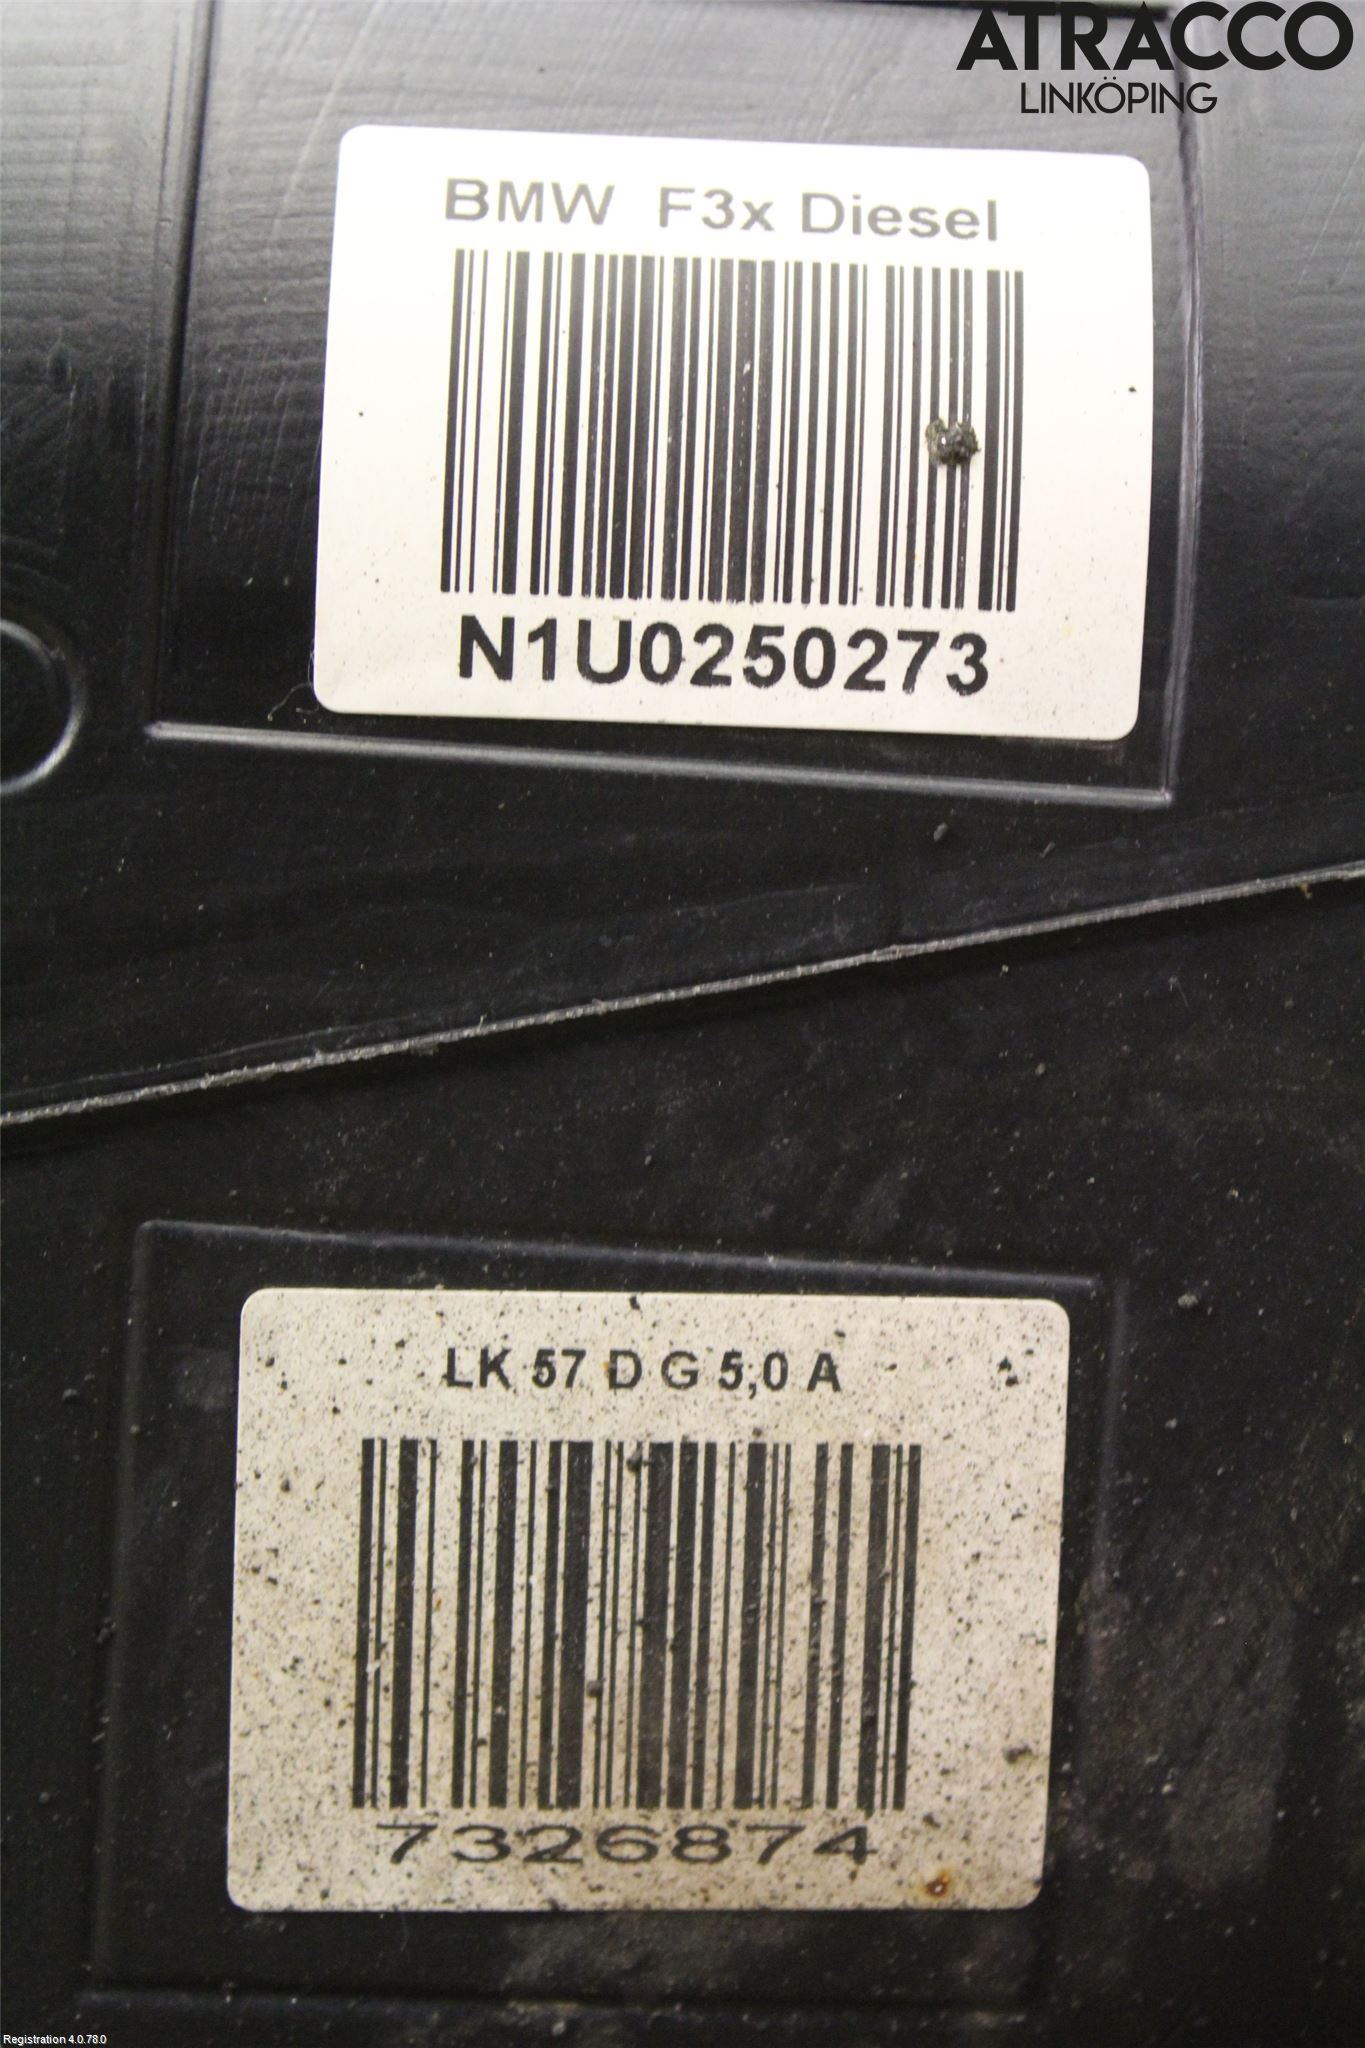 ATRACCO
LINKÖPING
BMW F3x Diesel
N1U0250273
LK 57 D G 5,0 A
7326874
Registration 4.0.78.0